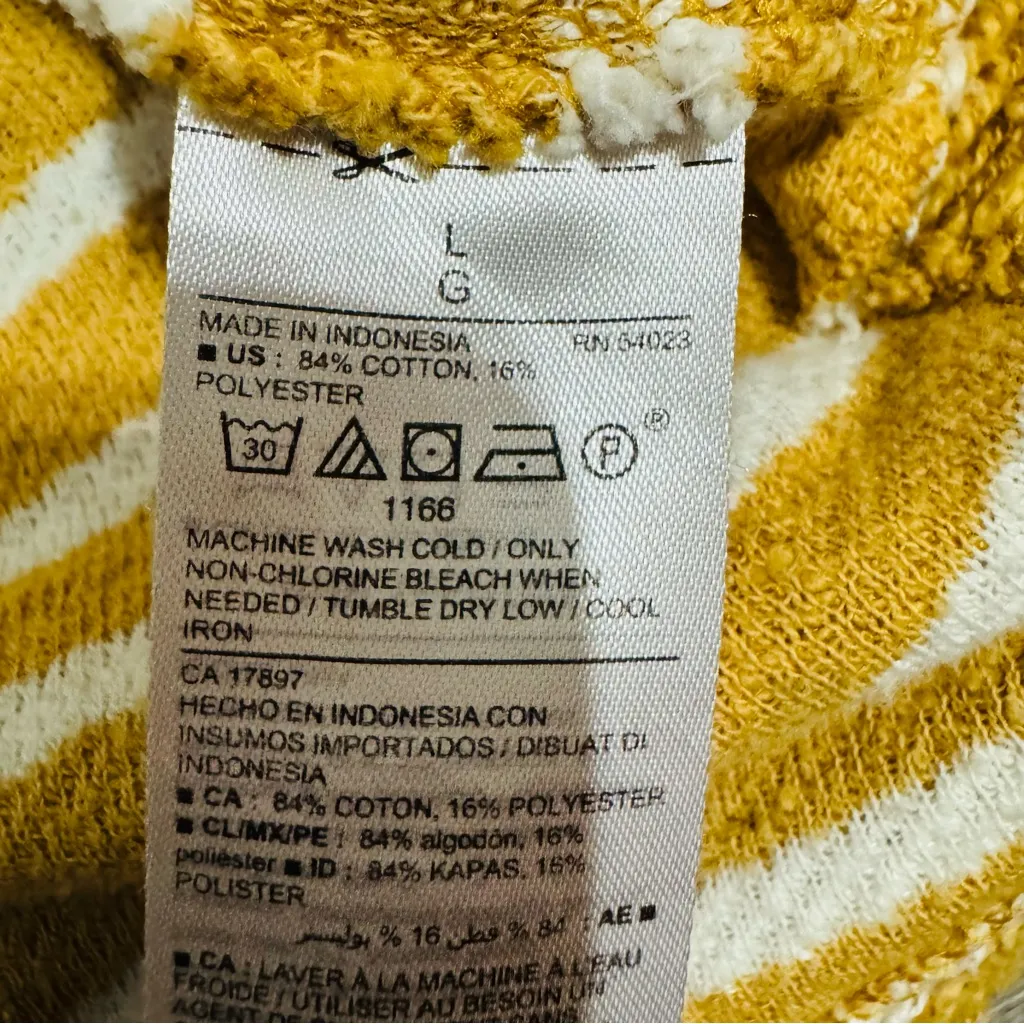 L
G
MADE IN INDONESIA RN 54023
■ US : 84% COTTON, 16%
POLYESTER
30 P ®
1166
MACHINE WASH COLD / ONLY
NON-CHLORINE BLEACH WHEN
NEEDED / TUMBLE DRY LOW / COOL
IRON
CA 17897
HECHO EN INDONESIA CON
INSUMOS IMPORTADOS / DIBUAT DI
INDONESIA
■ CA : 84% COTON, 16% POLYESTER
■ CL/MX/PE : 84% algodón, 16%
poliéster ■ ID : 84% KAPAS, 16%
POLISTER
■ AE : 84 % قطن 16 % بوليستر
■ CA : LAVER À LA MACHINE À L'EAU
FROIDE / UTILISER AU BESOIN UN
AGENT DE